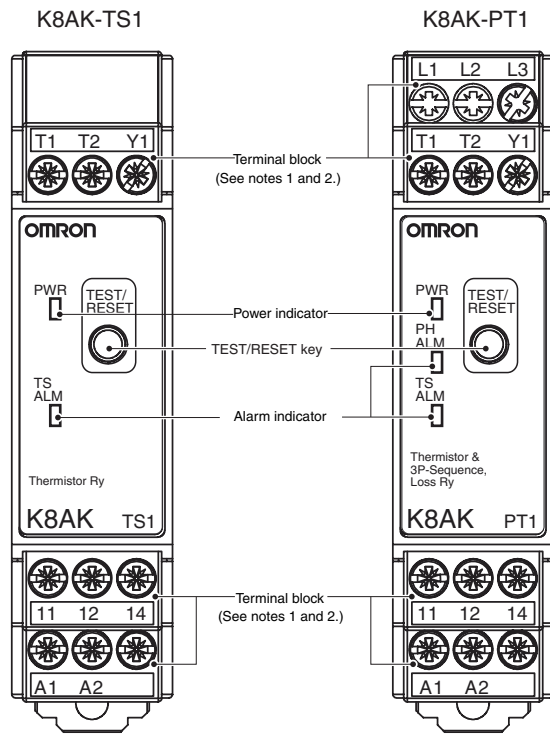 K8AK-TS1
K8AK-PT1
L1 L2 L3
T1 T2 Y1
Terminal block
(See notes 1 and 2.)
T1 T2 Y1
OMRON
OMRON
PWR
TEST/
RESET
Power indicator
PWR
TEST/
RESET
PH
ALM
TEST/RESET key
TS
ALM
Alarm indicator
TS
ALM
Thermistor Ry
Thermistor &
3P-Sequence,
Loss Ry
K8AK TS1
K8AK PT1
Terminal block
(See notes 1 and 2.)
11 12 14
11 12 14
A1 A2
A1 A2